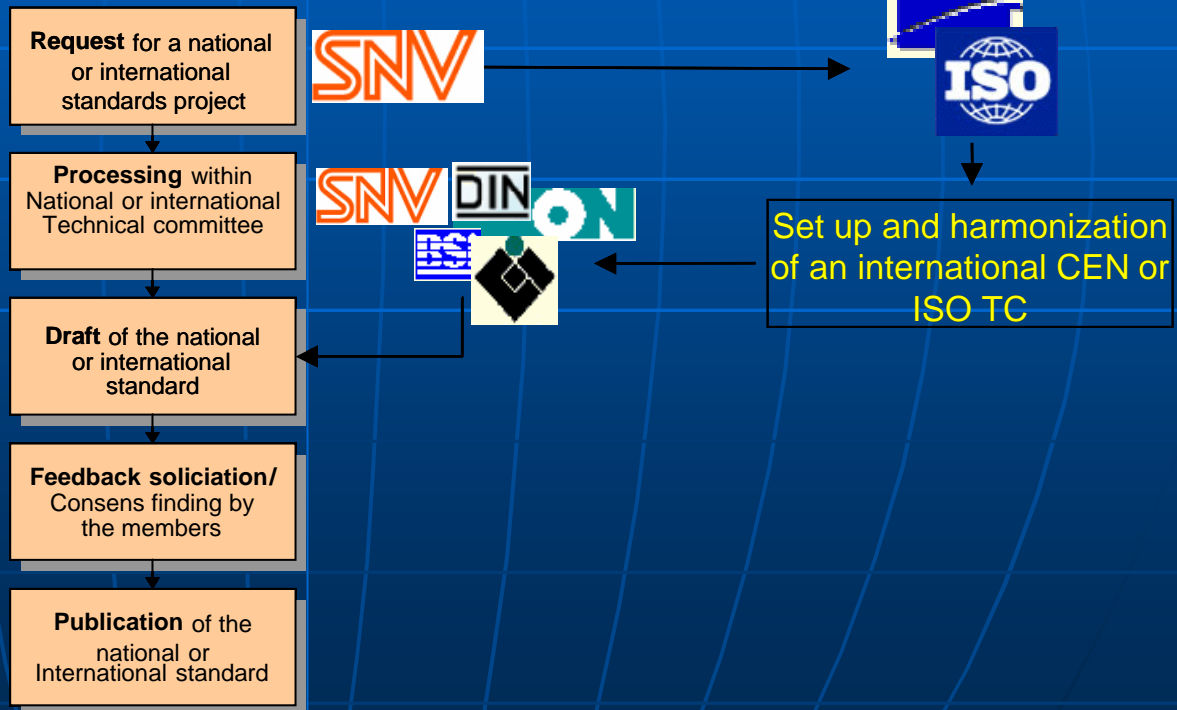 Request for a national
or international
standards project
SNV
ISO
Processing within
National or international
Technical committee
SNV
DIN
ON
BSI
Set up and harmonization
of an international CEN or
ISO TC
Draft of the national
or international
standard
Feedback soliciation/
Consens finding by
the members
Publication of the
national or
International standard